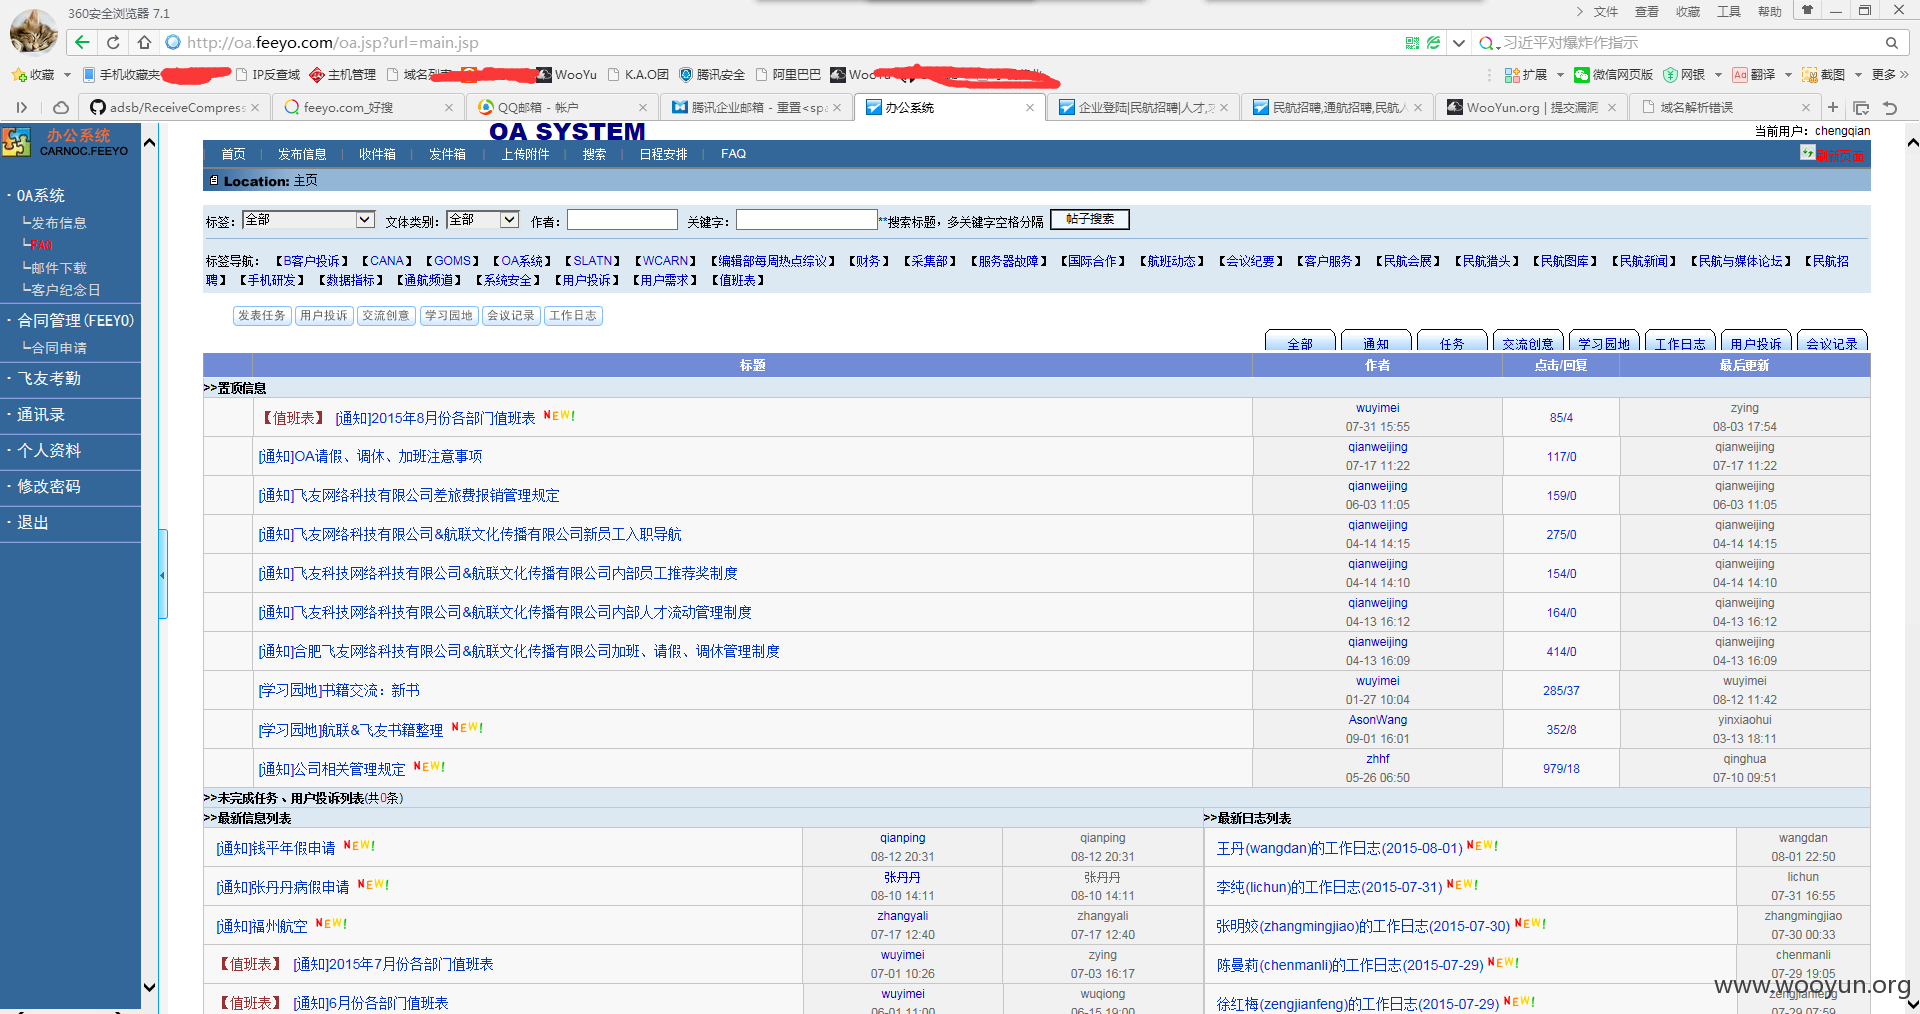 360安全浏览器 7.1
文件 查看 收藏 工具 帮助
http://oa.feeyo.com/oa.jsp?url=main.jsp
习近平对爆炸作指示
收藏 手机收藏夹 IP反查域 主机管理 域名列 WooYu K.A.O团 腾讯安全 阿里巴巴 扩展 微信网页版 网银 翻译 截图 更多 »
adsb/ReceiveCompress feeyo.com_好搜 QQ邮箱 - 帐户 腾讯企业邮箱 - 重置<sp 办公系统 企业登陆|民航招聘|人才, 民航招聘,通航招聘,民航人 WooYun.org | 提交漏洞 域名解析错误
办公系统
CARNOC.FEEYO
OA SYSTEM
当前用户：chengqian
首页 | 发布信息 | 收件箱 | 发件箱 | 上传附件 | 搜索 | 日程安排 | FAQ
刷新页面
Location: 主页
· OA系统
└发布信息
└FAQ
└邮件下载
└客户纪念日
· 合同管理(FEEYO)
└合同申请
· 飞友考勤
· 通讯录
· 个人资料
· 修改密码
· 退出
标签： 全部 文体类别： 全部 作者： 关键字： **搜索标题，多关键字空格分隔 帖子搜索
标签导航： 【B客户投诉】 【CANA】 【GOMS】 【OA系统】 【SLATN】 【WCARN】 【编辑部每周热点综议】 【财务】 【采集部】 【服务器故障】 【国际合作】 【航班动态】 【会议纪要】 【客户服务】 【民航会展】 【民航猎头】 【民航图库】 【民航新闻】 【民航与媒体论坛】 【民航招
聘】 【手机研发】 【数据指标】 【通航频道】 【系统安全】 【用户投诉】 【用户需求】 【值班表】
发表任务 用户投诉 交流创意 学习园地 会议记录 工作日志
全部 通知 任务 交流创意 学习园地 工作日志 用户投诉 会议记录
标题 作者 点击/回复 最后更新
>>置顶信息
【值班表】 [通知]2015年8月份各部门值班表 NEW! wuyimei 07-31 15:55 85/4 zying 08-03 17:54
[通知]OA请假、调休、加班注意事项 qianweijing 07-17 11:22 117/0 qianweijing 07-17 11:22
[通知]飞友网络科技有限公司差旅费报销管理规定 qianweijing 06-03 11:05 159/0 qianweijing 06-03 11:05
[通知]飞友网络科技有限公司&航联文化传播有限公司新员工入职导航 qianweijing 04-14 14:15 275/0 qianweijing 04-14 14:15
[通知]飞友科技网络科技有限公司&航联文化传播有限公司内部员工推荐奖制度 qianweijing 04-14 14:10 154/0 qianweijing 04-14 14:10
[通知]飞友科技网络科技有限公司&航联文化传播有限公司内部人才流动管理制度 qianweijing 04-13 16:12 164/0 qianweijing 04-13 16:12
[通知]合肥飞友网络科技有限公司&航联文化传播有限公司加班、请假、调休管理制度 qianweijing 04-13 16:09 414/0 qianweijing 04-13 16:09
[学习园地]书籍交流：新书 wuyimei 01-27 10:04 285/37 wuyimei 08-12 11:42
[学习园地]航联&飞友书籍整理 NEW! AsonWang 09-01 16:01 352/8 yinxiaohui 03-13 18:11
[通知]公司相关管理规定 NEW! zhhf 05-26 06:50 979/18 qinghua 07-10 09:51
>>未完成任务、用户投诉列表(共0条)
>>最新信息列表
[通知]钱平年假申请 NEW! qianping 08-12 20:31 qianping 08-12 20:31
[通知]张丹丹病假申请 NEW! 张丹丹 08-10 14:11 张丹丹 08-10 14:11
[通知]福州航空 NEW! zhangyali 07-17 12:40 zhangyali 07-17 12:40
【值班表】 [通知]2015年7月份各部门值班表 wuyimei 07-01 10:26 zying 07-03 16:17
【值班表】 [通知]6月份各部门值班表 wuyimei 06-01 11:00 wuqiong 06-15 19:00
>>最新日志列表
王丹(wangdan)的工作日志(2015-08-01) NEW! wangdan 08-01 22:50
李纯(lichun)的工作日志(2015-07-31) NEW! lichun 07-31 16:55
张明姣(zhangmingjiao)的工作日志(2015-07-30) NEW! zhangmingjiao 07-30 00:33
陈曼莉(chenmanli)的工作日志(2015-07-29) NEW! chenmanli 07-29 19:05
徐红梅(zengjianfeng)的工作日志(2015-07-29) NEW! zengjianfeng 07-29 07:59
www.wooyun.org